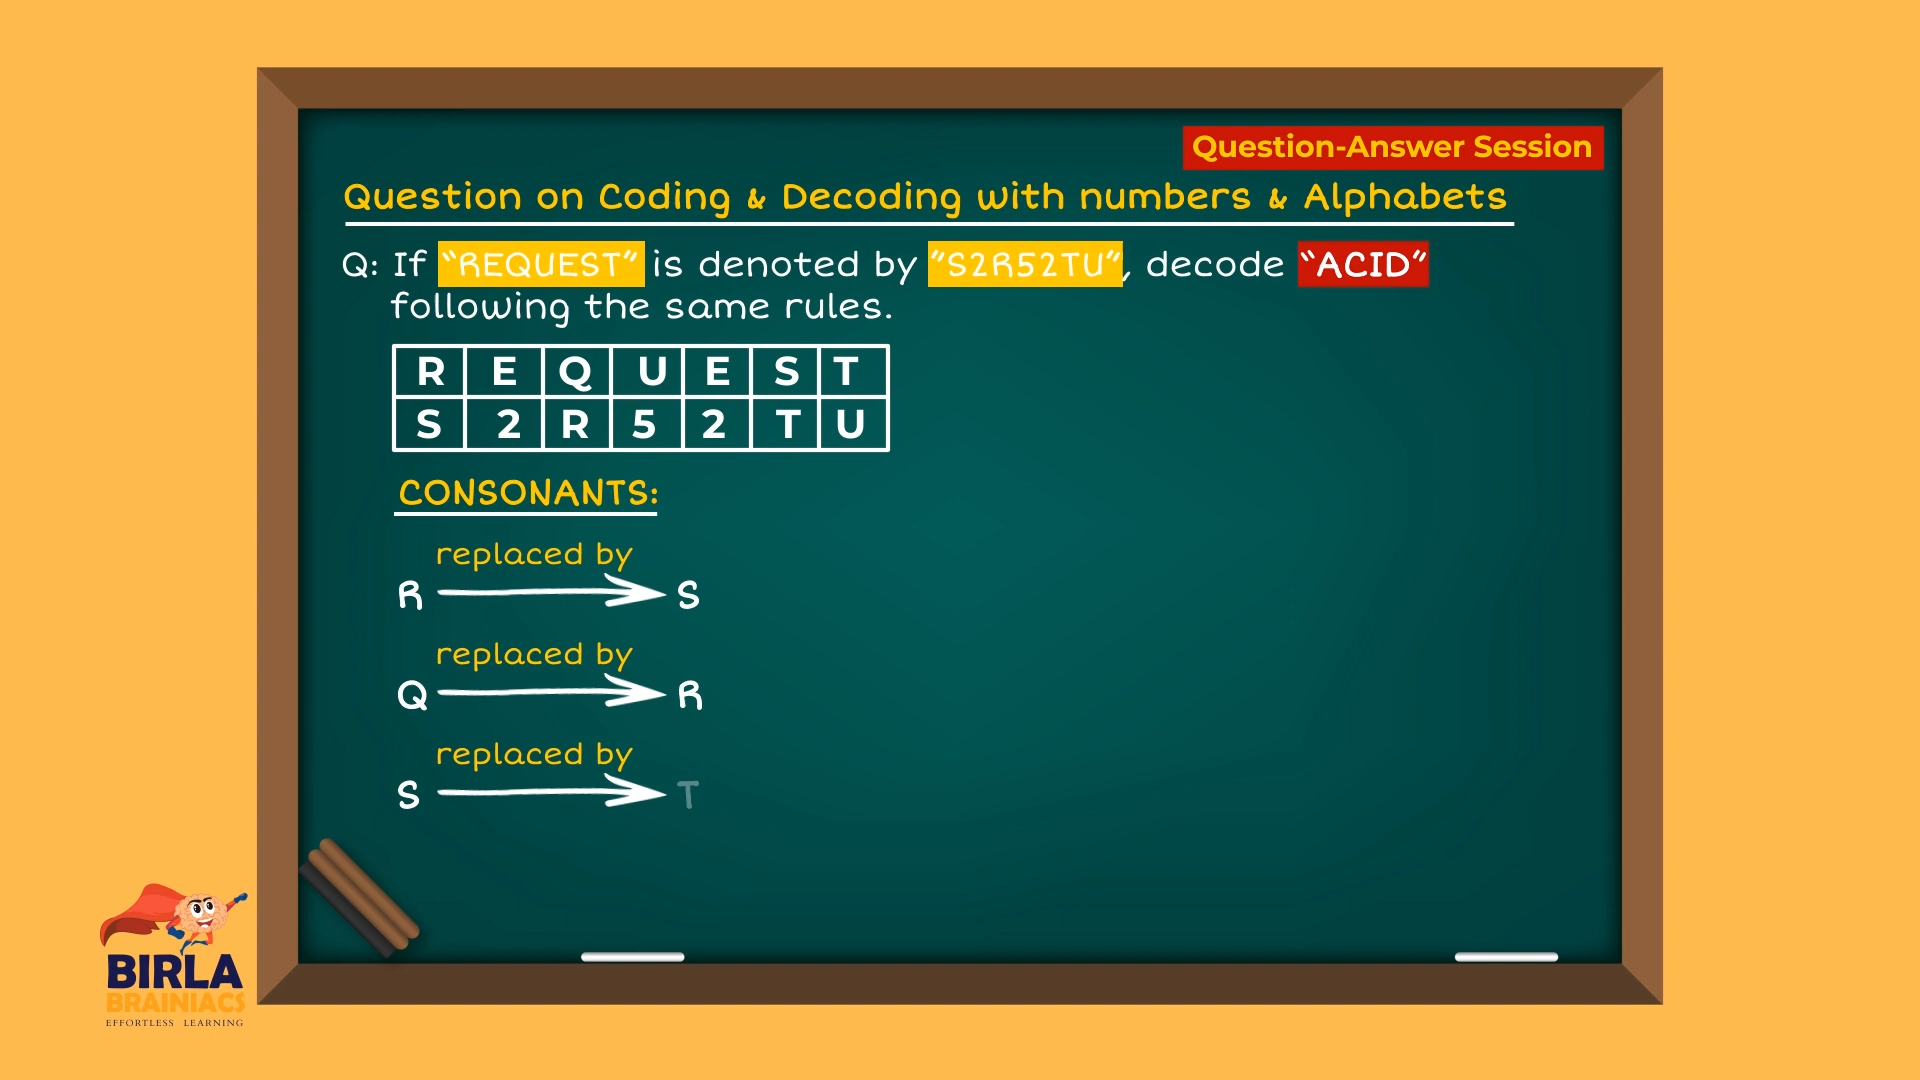 Question-Answer Session
Question on Coding & Decoding with numbers & Alphabets
Q: If “REQUEST” is denoted by “S2R52TU”, decode “ACID”
following the same rules.
R E Q U E S T
S 2 R 5 2 T U
CONSONANTS:
replaced by
R S
replaced by
Q R
replaced by
S T
BIRLA
BRAINIACS
EFFORTLESS LEARNING